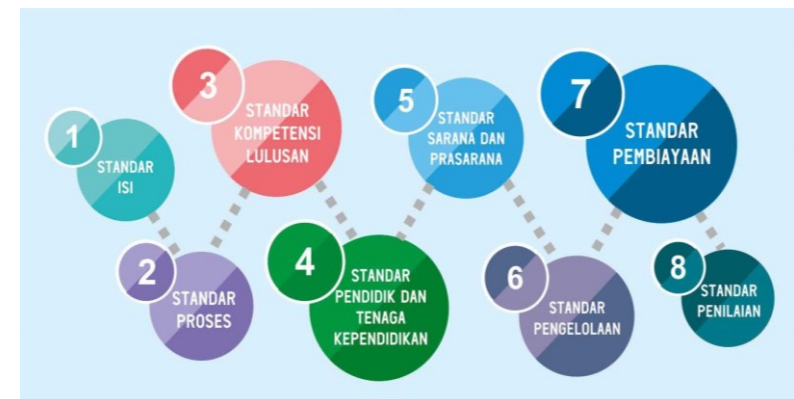 1
STANDAR
ISI
2
STANDAR
PROSES
3
STANDAR
KOMPETENSI
LULUSAN
4
STANDAR
PENDIDIK DAN
TENAGA
KEPENDIDIKAN
5
STANDAR
SARANA DAN
PRASARANA
6
STANDAR
PENGELOLAAN
7
STANDAR
PEMBIAYAAN
8
STANDAR
PENILAIAN